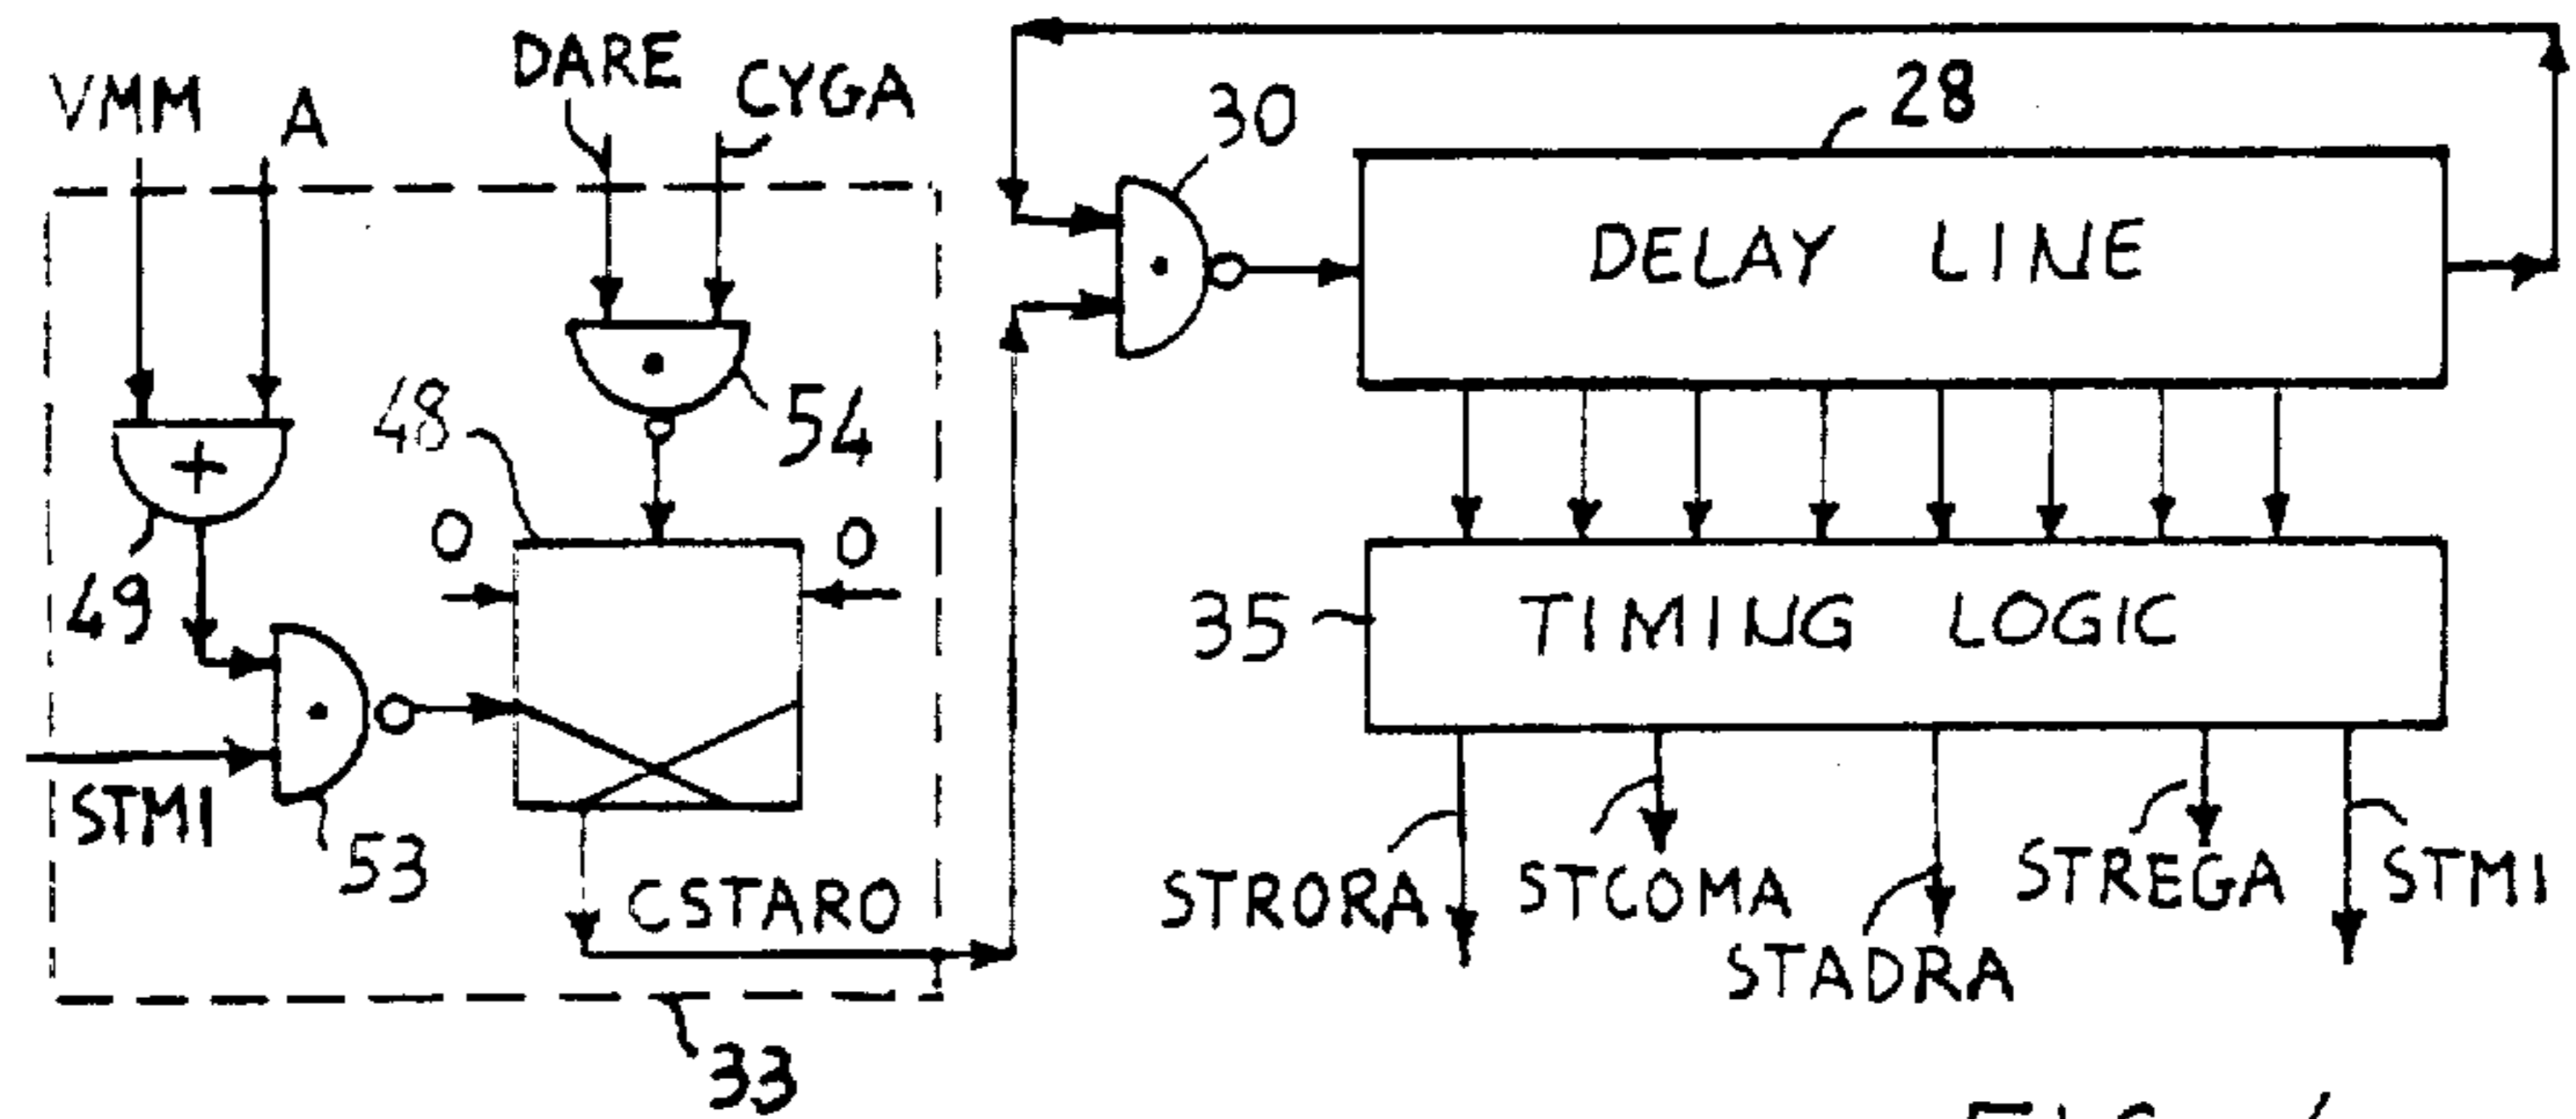 VMM
A
DARE
CYGA
30
28
DELAY LINE
54
48
49
0
0
35
TIMING LOGIC
STMI
53
CSTARO
STRORA
STCOMA
STADRA
STREGA
STMI
33